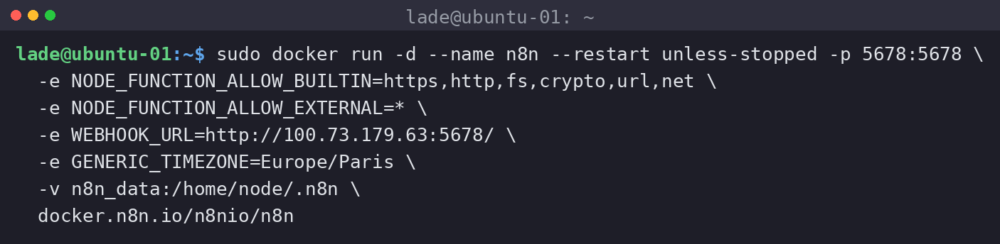 lade@ubuntu-01: ~
lade@ubuntu-01:~$ sudo docker run -d --name n8n --restart unless-stopped -p 5678:5678 \
-e NODE_FUNCTION_ALLOW_BUILTIN=https,http,fs,crypto,url,net \
-e NODE_FUNCTION_ALLOW_EXTERNAL=* \
-e WEBHOOK_URL=http://100.73.179.63:5678/ \
-e GENERIC_TIMEZONE=Europe/Paris \
-v n8n_data:/home/node/.n8n \
docker.n8n.io/n8nio/n8n